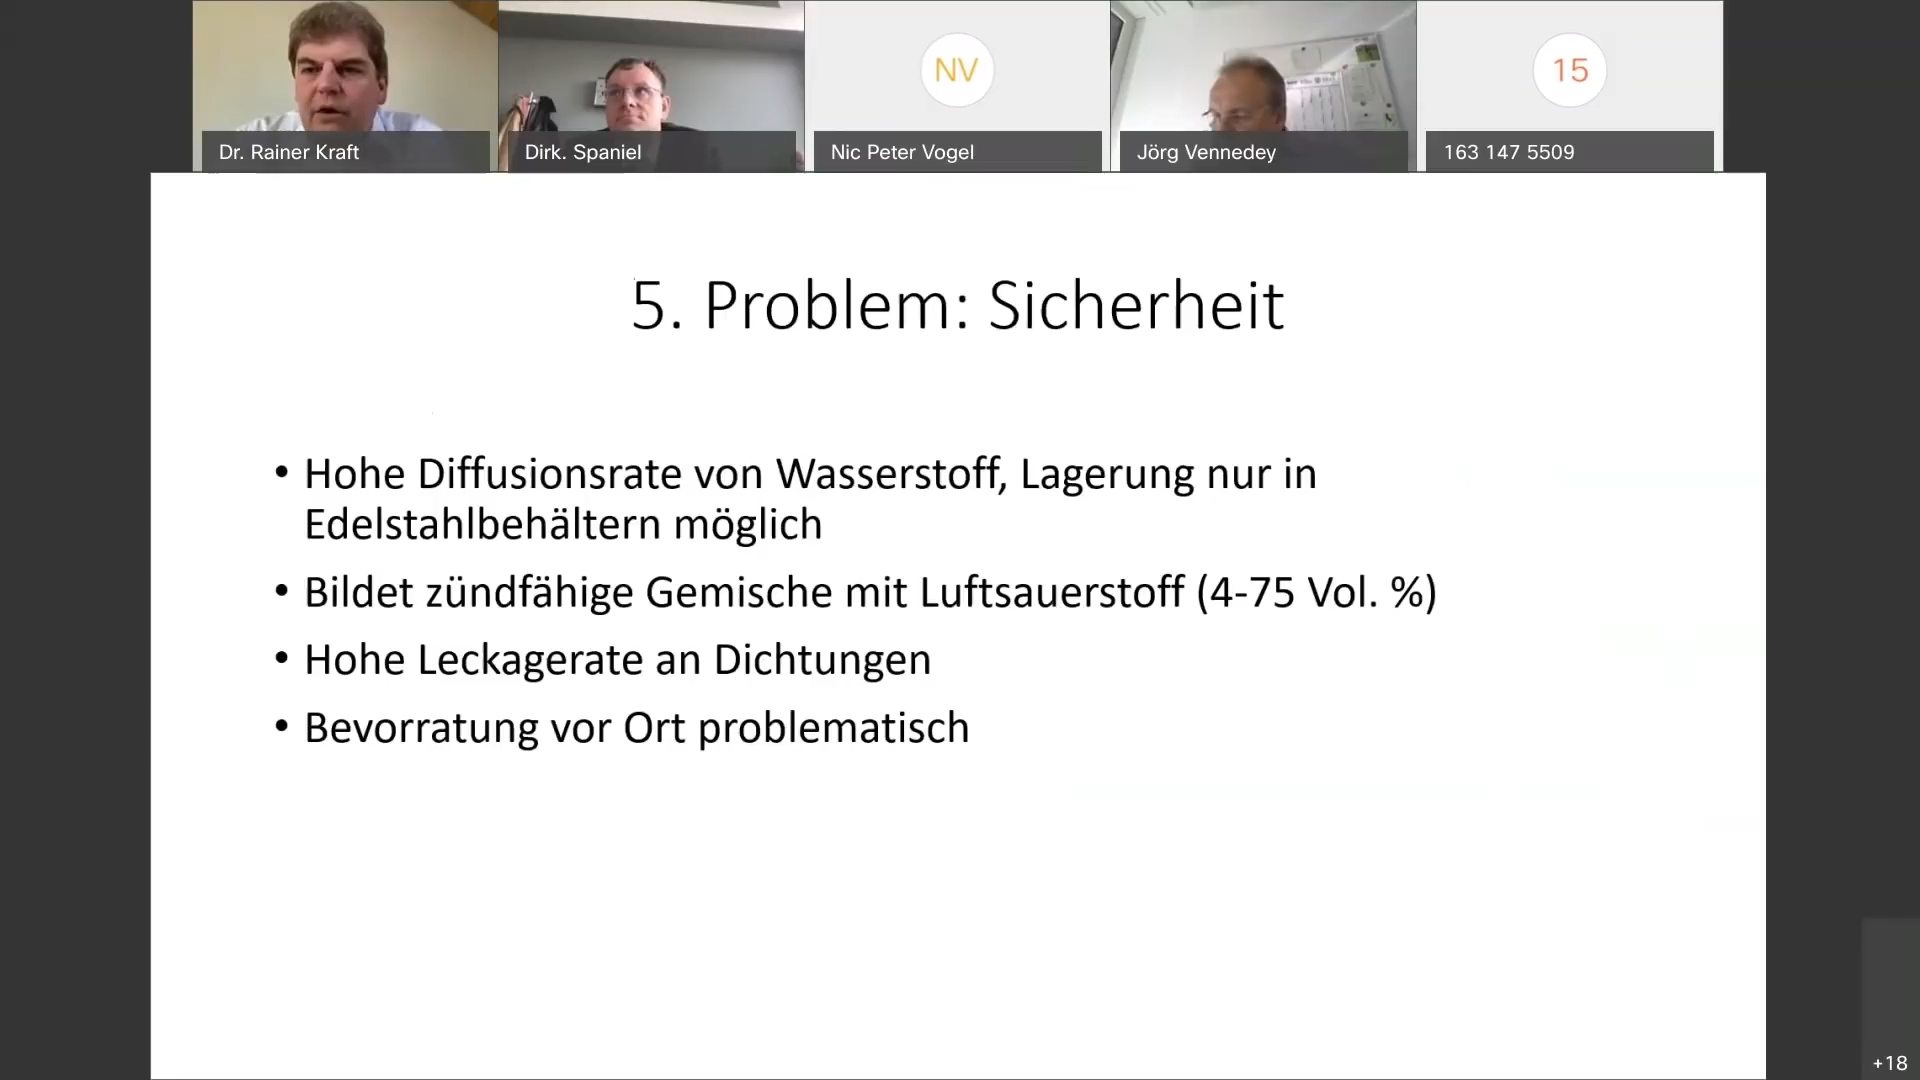 NV
15
Dr. Rainer Kraft
Dirk. Spaniel
Nic Peter Vogel
Jörg Vennedey
163 147 5509
5. Problem: Sicherheit
• Hohe Diffusionsrate von Wasserstoff, Lagerung nur in
Edelstahlbehältern möglich
• Bildet zündfähige Gemische mit Luftsauerstoff (4-75 Vol. %)
• Hohe Leckagerate an Dichtungen
• Bevorratung vor Ort problematisch
+18